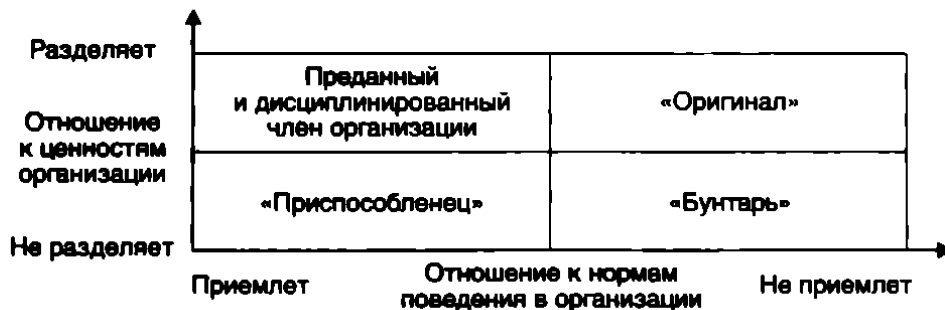 Разделяет
Преданный
и дисциплинированный
член организации
«Оригинал»
Отношение
к ценностям
организации
«Приспособленец»
«Бунтарь»
Не разделяет
Приемлет
Отношение к нормам
поведения в организации
Не приемлет